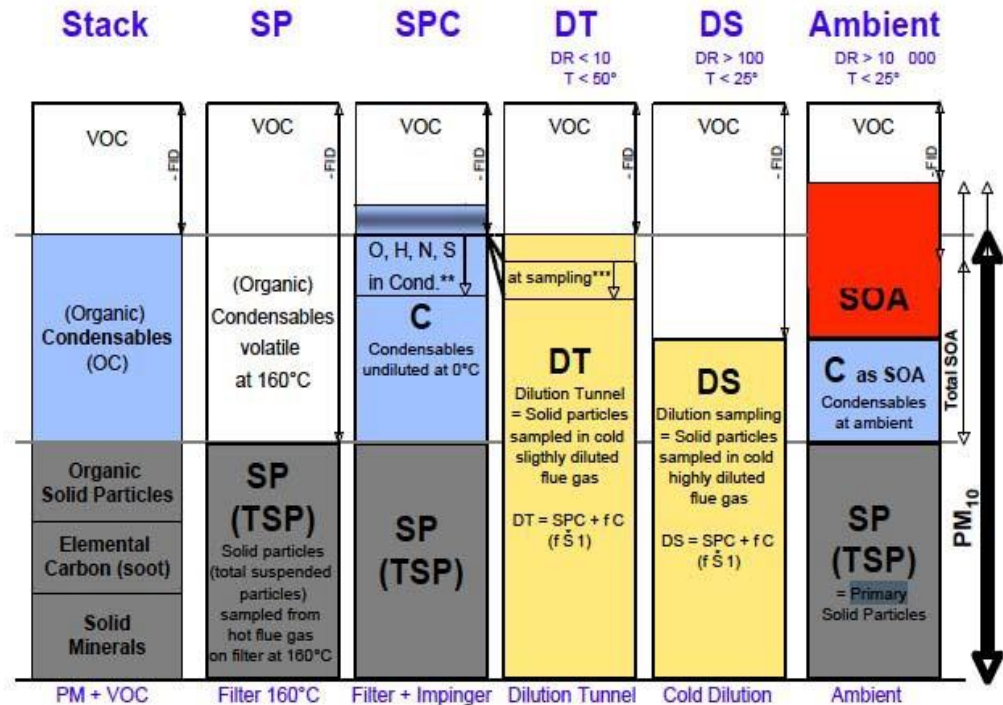 Stack
SP
SPC
DT
DR < 10
T < 50°
DS
DR > 100
T < 25°
Ambient
DR > 10 000
T < 25°
VOC
- FID
(Organic)
Condensables
(OC)
Organic
Solid Particles
Elemental
Carbon (soot)
Solid
Minerals
PM + VOC
VOC
- FID
(Organic)
Condensables
volatile
at 160°C
SP
(TSP)
Solid particles
(total suspended
particles)
sampled from
hot flue gas
on filter at 160°C
Filter 160°C
VOC
- FID
O, H, N, S
in Cond.**
C
Condensables
undiluted at 0°C
SP
(TSP)
Filter + Impinger
VOC
- FID
at sampling***
DT
Dilution Tunnel
= Solid particles
sampled in cold
sligthly diluted
flue gas
DT = SPC + f C
(f Š 1)
Dilution Tunnel
VOC
- FID
DS
Dilution sampling
= Solid particles
sampled in cold
highly diluted
flue gas
DS = SPC + f C
(f Š 1)
Cold Dilution
VOC
- FID
SOA
C as SOA
Condensables
at ambient
SP
(TSP)
= Primary
Solid Particles
Ambient
Total SOA
PM10